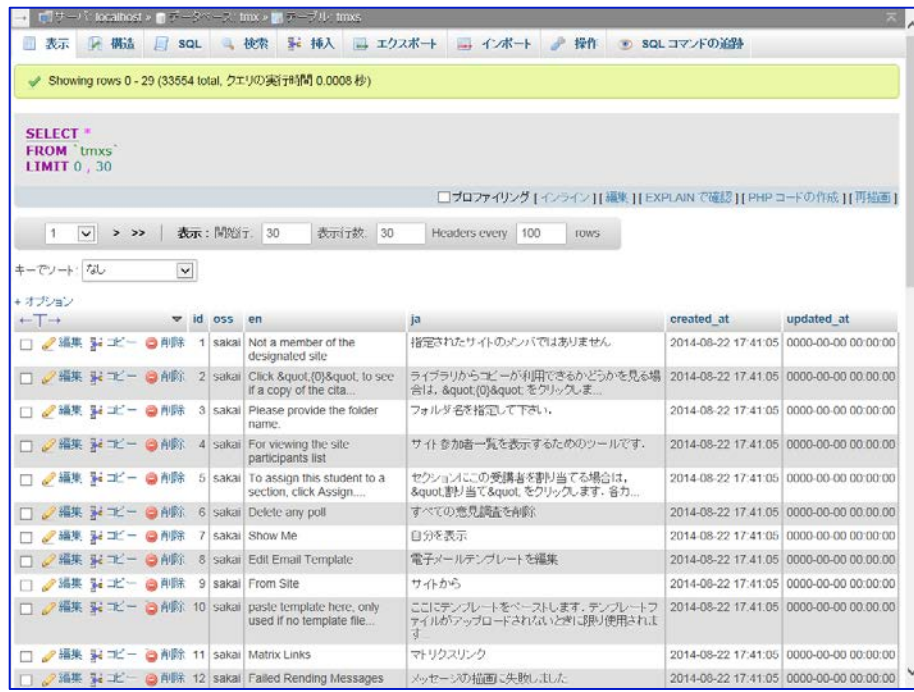 サーバ: localhost » データベース: tmx » テーブル: tmxs
表示 構造 SQL 検索 挿入 エクスポート インポート 操作 SQL コマンドの追跡
Showing rows 0 - 29 (33554 total, クエリの実行時間 0.0008 秒)
SELECT *
FROM `tmxs`
LIMIT 0 , 30
プロファイリング [ インライン ] [ 編集 ] [ EXPLAIN で確認 ] [ PHP コードの作成 ] [ 再描画 ]
1 > >> 表示 : 開始行: 30 表示行数: 30 Headers every 100 rows
キーでソート: なし
+ オプション
←T→ id oss en ja created_at updated_at
編集 コピー 削除 1 sakai Not a member of the 指定されたサイトのメンバではありません 2014-08-22 17:41:05 0000-00-00 00:00:00
designated site
編集 コピー 削除 2 sakai Click &quot;{0}&quot; to see ライブラリからコピーが利用できるかどうかを見る場 2014-08-22 17:41:05 0000-00-00 00:00:00
if a copy of the cita... 合は, &quot;{0}&quot; をクリックしま...
編集 コピー 削除 3 sakai Please provide the folder フォルダ名を指定して下さい. 2014-08-22 17:41:05 0000-00-00 00:00:00
name.
編集 コピー 削除 4 sakai For viewing the site サイト参加者一覧を表示するためのツールです. 2014-08-22 17:41:05 0000-00-00 00:00:00
participants list
編集 コピー 削除 5 sakai To assign this student to a セクションにこの受講者を割り当てる場合は, 2014-08-22 17:41:05 0000-00-00 00:00:00
section, click Assign.... &quot;割り当て&quot; をクリックします. 各カ...
編集 コピー 削除 6 sakai Delete any poll すべての意見調査を削除 2014-08-22 17:41:05 0000-00-00 00:00:00
編集 コピー 削除 7 sakai Show Me 自分を表示 2014-08-22 17:41:05 0000-00-00 00:00:00
編集 コピー 削除 8 sakai Edit Email Template 電子メールテンプレートを編集 2014-08-22 17:41:05 0000-00-00 00:00:00
編集 コピー 削除 9 sakai From Site サイトから 2014-08-22 17:41:05 0000-00-00 00:00:00
編集 コピー 削除 10 sakai paste template here, only ここにテンプレートをペーストします. テンプレートフ 2014-08-22 17:41:05 0000-00-00 00:00:00
used if no template file... ァイルがアップロードされないときに限り使用されま
す...
編集 コピー 削除 11 sakai Matrix Links マトリクスリンク 2014-08-22 17:41:05 0000-00-00 00:00:00
編集 コピー 削除 12 sakai Failed Rending Messages メッセージの描画に失敗しました 2014-08-22 17:41:05 0000-00-00 00:00:00